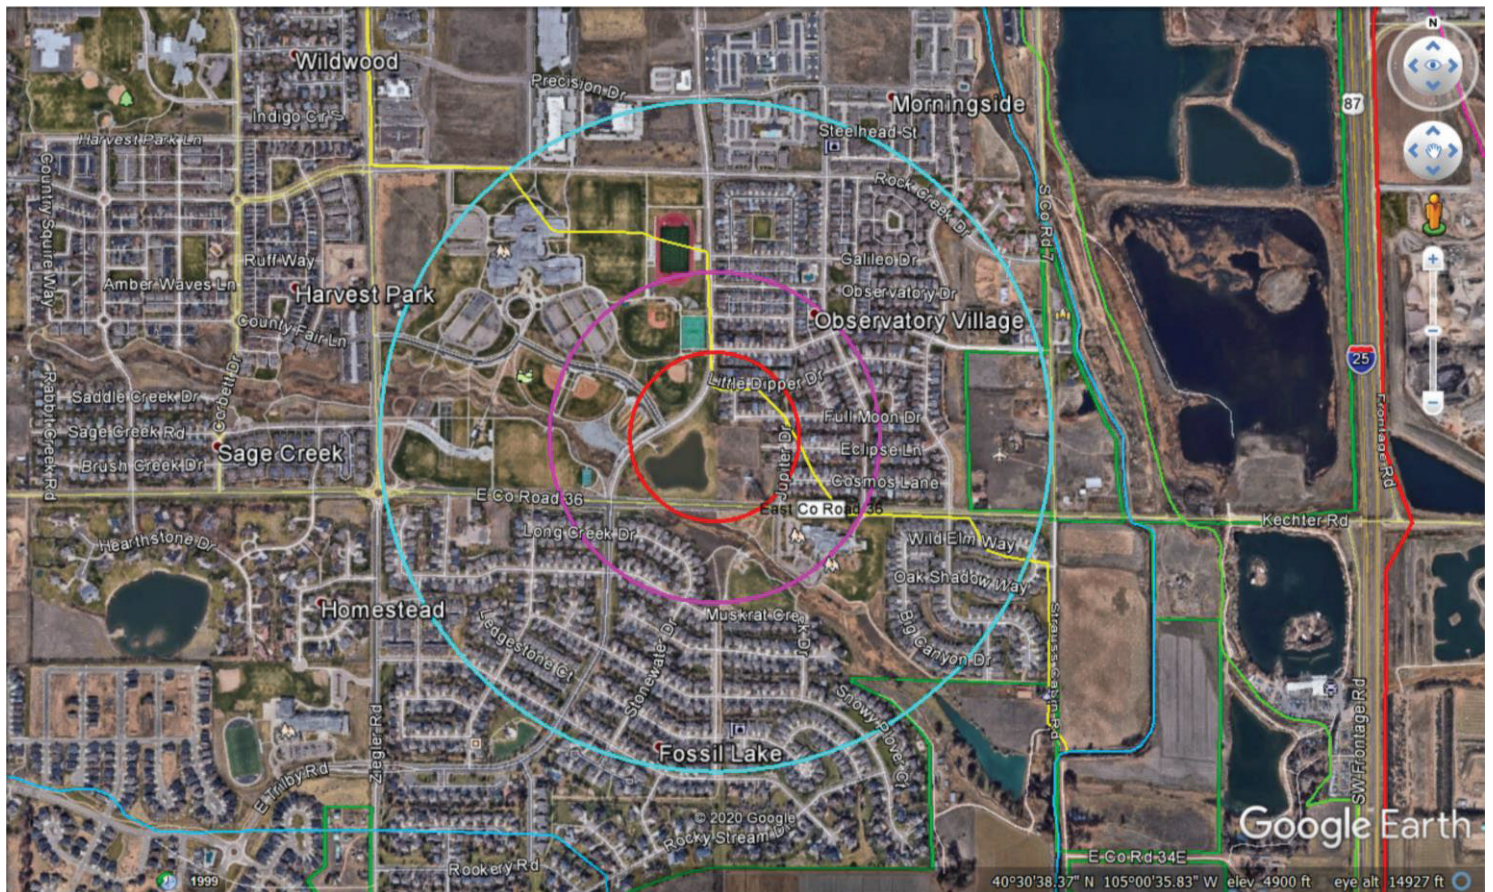 Wildwood
Precision Dr
N
Morningside
87
Indigo Cir S
Steelhead St
Harvest Park Ln
Country Squire Way
Rock Creek Dr
S Co Rd 7
Ruff Way
Galileo Dr
Amber Waves Ln
Harvest Park
Observatory Dr
County Fair Ln
Observatory Village
25
Corbett Dr
Rabbit Creek Rd
Saddle Creek Dr
Little Dipper Dr
Full Moon Dr
Frontage Rd
Sage Creek Rd
Sage Creek
Jupiter Dr
Eclipse Ln
Brush Creek Dr
Cosmos Lane
E Co Road 36
East Co Road 36
Kechter Rd
Long Creek Dr
Hearthstone Dr
Wild Elm Way
Oak Shadow Way
Homestead
Muskrat Cre
k Dr
Ledgestone Ct
Stonewater Dr
Big Canyon Dr
Strauss Cabin Rd
Snowy Plover Ct
Ziegler Rd
Fossil Lake
SW Frontage Rd
E Trilby Rd
© 2020 Google
Google Earth
Rocky Stream Dr
Rookery Rd
E Co Rd 34E
1999
40°30'38.37" N 105°00'35.83" W elev 4900 ft eye alt 14927 ft